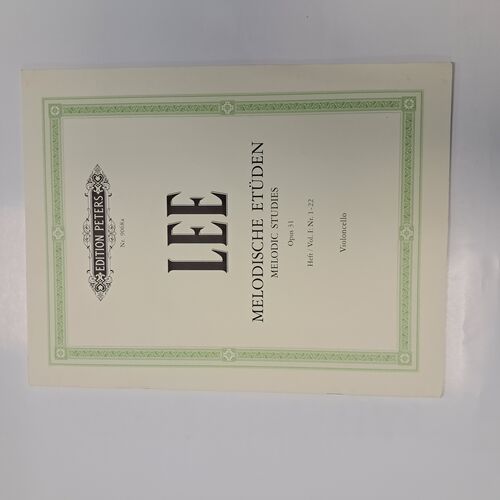 EDITION PETERS
Nr. 9068a
LEE
MELODISCHE ETÜDEN
MELODIC STUDIES
Opus 31
Heft / Vol. I : Nr. 1–22
Violoncello